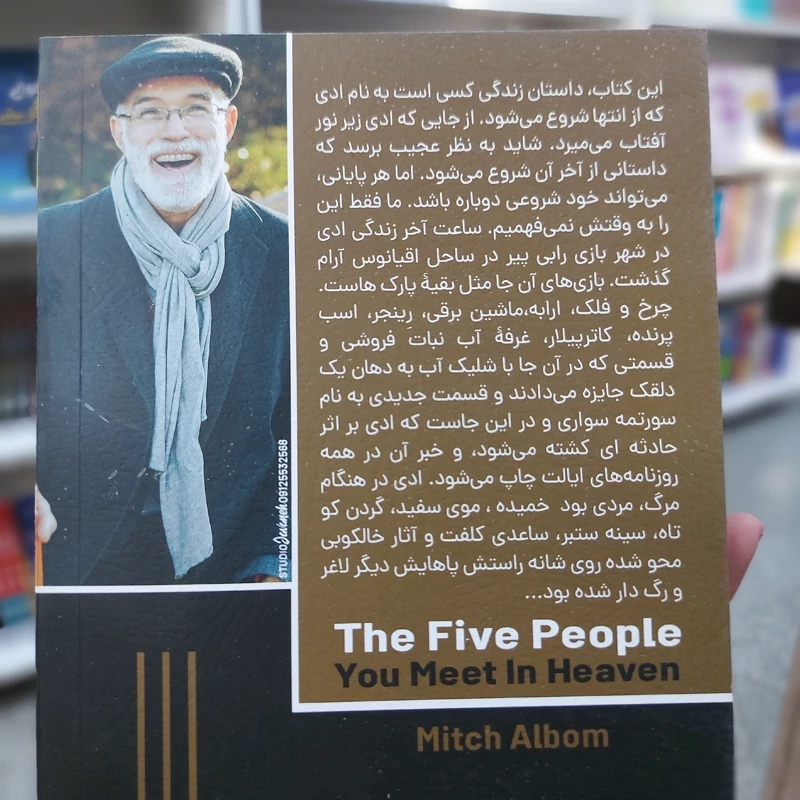 این کتاب، داستان زندگی کسی است به نام ادی
که از انتها شروع می‌شود. از جایی که ادی زیر نور
آفتاب می‌میرد. شاید به نظر عجیب برسد که
داستانی از آخر آن شروع می‌شود. اما هر پایانی،
می‌تواند خود شروعی دوباره باشد. ما فقط این
را به وقتش نمی‌فهمیم. ساعت آخر زندگی ادی
در شهر بازی رابی پیر در ساحل اقیانوس آرام
گذشت. بازی‌های آن جا مثل بقیهٔ پارک هاست.
چرخ و فلک، ارابه،ماشین برقی، رینجر، اسب
پرنده، کاترپیلار، غرفهٔ آب نبات فروشی و
قسمتی که در آن جا با شلیک آب به دهان یک
دلقک جایزه می‌دادند و قسمت جدیدی به نام
سورتمه سواری و در این جاست که ادی بر اثر
حادثه ای کشته می‌شود، و خبر آن در همه
روزنامه‌های ایالت چاپ می‌شود. ادی در هنگام
مرگ، مردی بود خمیده ، موی سفید، گردن کو
تاه، سینه ستبر، ساعدی کلفت و آثار خالکوبی
محو شده روی شانه راستش پاهایش دیگر لاغر
و رگ دار شده بود...
The Five People
You Meet In Heaven
Mitch Albom
STUDIO 09125532568